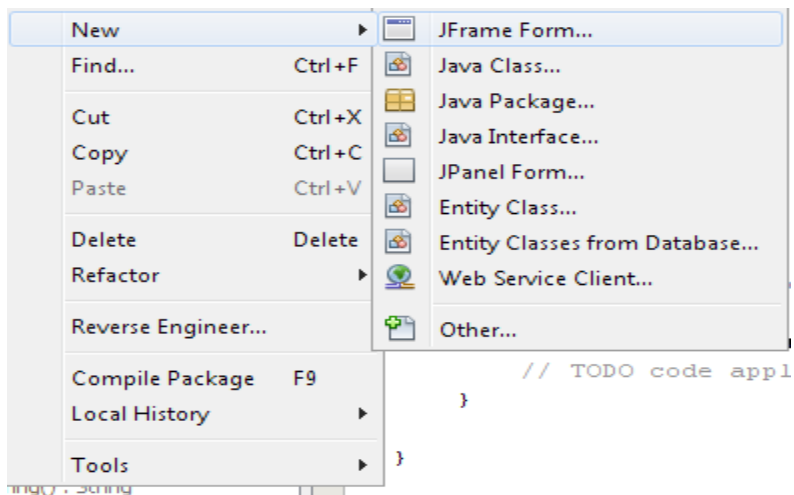 New
Find... Ctrl+F
Cut Ctrl+X
Copy Ctrl+C
Paste Ctrl+V
Delete Delete
Refactor
Reverse Engineer...
Compile Package F9
Local History
Tools
JFrame Form...
Java Class...
Java Package...
Java Interface...
JPanel Form...
Entity Class...
Entity Classes from Database...
Web Service Client...
Other...
// TODO code appl
}
}
: String